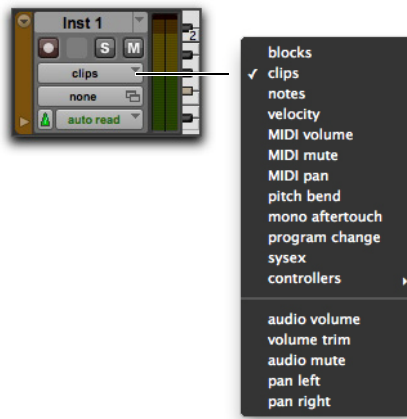 Inst 1
2
S M
clips
none
auto read
blocks
✓ clips
notes
velocity
MIDI volume
MIDI mute
MIDI pan
pitch bend
mono aftertouch
program change
sysex
controllers
audio volume
volume trim
audio mute
pan left
pan right